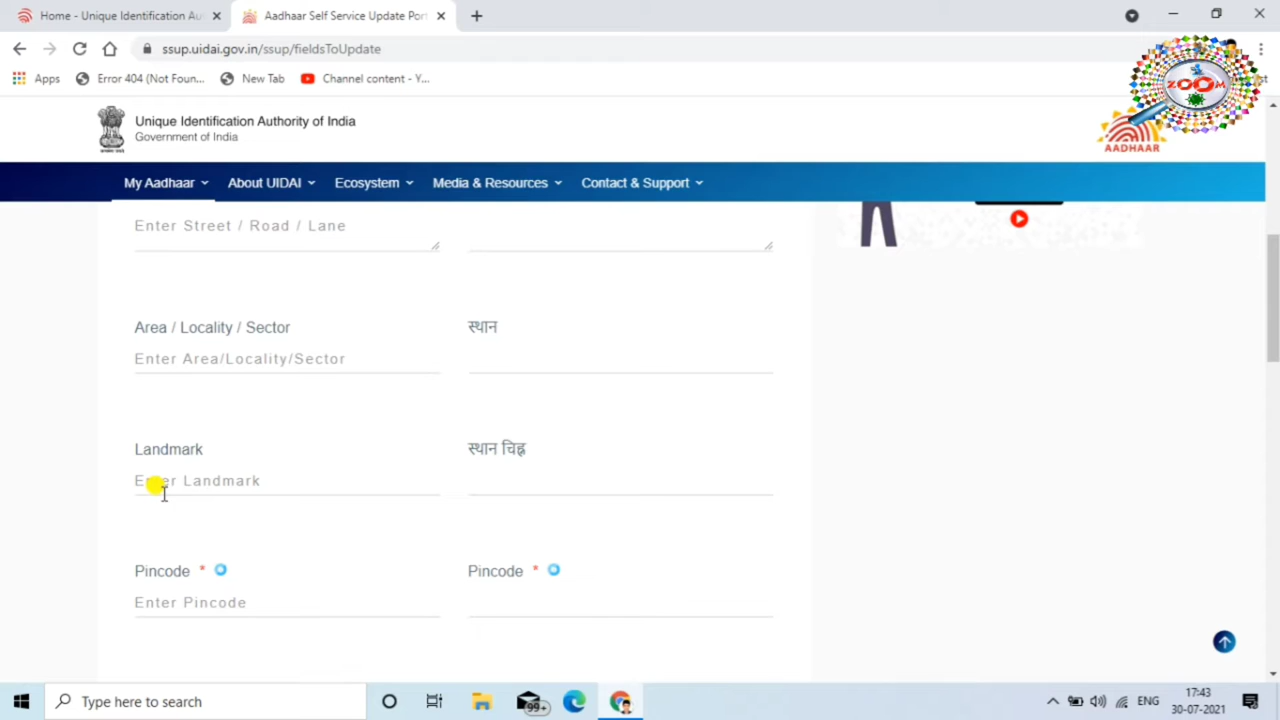 Home - Unique Identification Au
Aadhaar Self Service Update Port
ssup.uidai.gov.in/ssup/fieldsToUpdate
Apps
Error 404 (Not Foun...
New Tab
Channel content - Y...
ZOOM
AADHAAR
Unique Identification Authority of India
Government of India
My Aadhaar
About UIDAI
Ecosystem
Media & Resources
Contact & Support
Enter Street / Road / Lane
Area / Locality / Sector
स्थान
Enter Area/Locality/Sector
Landmark
स्थान चिह्न
Enter Landmark
Pincode *
Pincode *
Enter Pincode
Type here to search
99+
ENG
17:43
30-07-2021